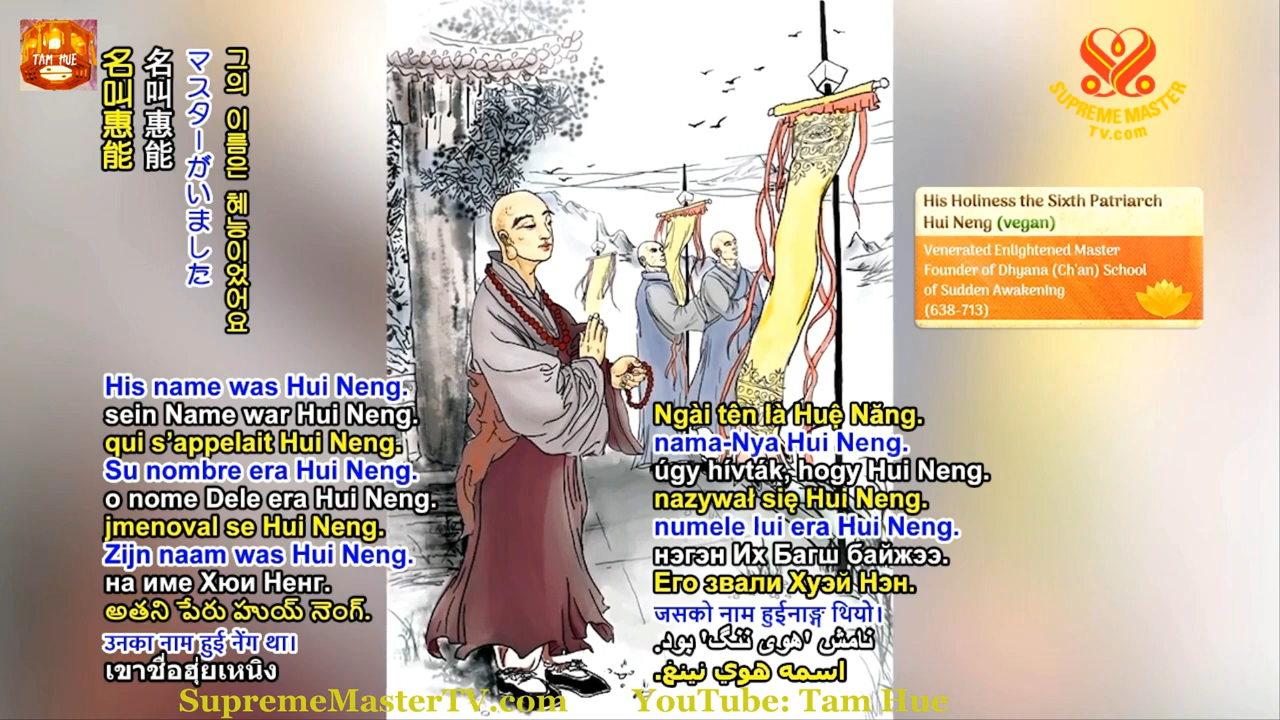 TAM HUE
名叫惠能
名叫惠能
マスターがいました
그의 이름은 혜능이었어요
SUPREME MASTER
TV.com
His Holiness the Sixth Patriarch
Hui Neng (vegan)
Venerated Enlightened Master
Founder of Dhyana (Ch'an) School
of Sudden Awakening
(638-713)
His name was Hui Neng.
sein Name war Hui Neng.
qui s'appelait Hui Neng.
Su nombre era Hui Neng.
o nome Dele era Hui Neng.
jmenoval se Hui Neng.
Zijn naam was Hui Neng.
на име Хюи Ненг.
అతని పేరు హుయ్ నెంగ్.
उनका नाम हुई नेंग था।
เขาชื่อฮุ่ยเหนิง
Ngài tên là Huệ Năng.
nama-Nya Hui Neng.
úgy hívták, hogy Hui Neng.
nazywał się Hui Neng.
numele lui era Hui Neng.
нэгэн Их Багш байжээ.
Его звали Хуэй Нэн.
जसको नाम हुईनाङ्ग थियो।
نامش 'هوی ننگ' بود.
اسمه هوي نينغ.
SupremeMasterTV.com
YouTube: Tam Hue